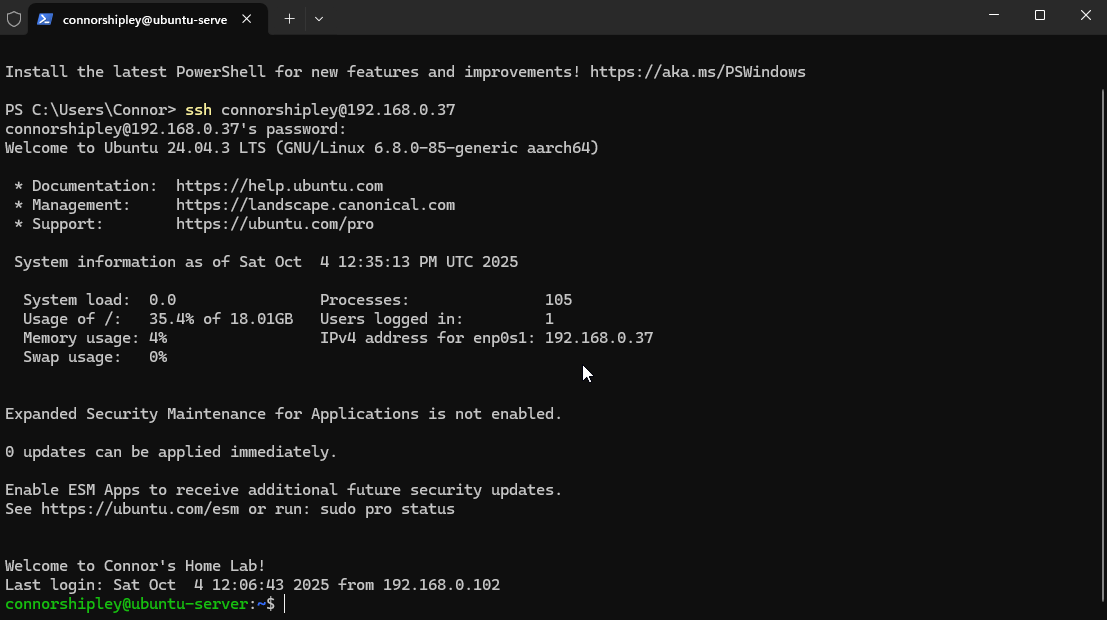 connorshipley@ubuntu-serve
Install the latest PowerShell for new features and improvements! https://aka.ms/PSWindows
PS C:\Users\Connor> ssh connorshipley@192.168.0.37
connorshipley@192.168.0.37's password:
Welcome to Ubuntu 24.04.3 LTS (GNU/Linux 6.8.0-85-generic aarch64)
* Documentation:  https://help.ubuntu.com
* Management:     https://landscape.canonical.com
* Support:        https://ubuntu.com/pro
System information as of Sat Oct  4 12:35:13 PM UTC 2025
System load:  0.0                Processes:               105
Usage of /:   35.4% of 18.01GB   Users logged in:         1
Memory usage: 4%                 IPv4 address for enp0s1: 192.168.0.37
Swap usage:   0%
Expanded Security Maintenance for Applications is not enabled.
0 updates can be applied immediately.
Enable ESM Apps to receive additional future security updates.
See https://ubuntu.com/esm or run: sudo pro status
Welcome to Connor's Home Lab!
Last login: Sat Oct  4 12:06:43 2025 from 192.168.0.102
connorshipley@ubuntu-server:~$